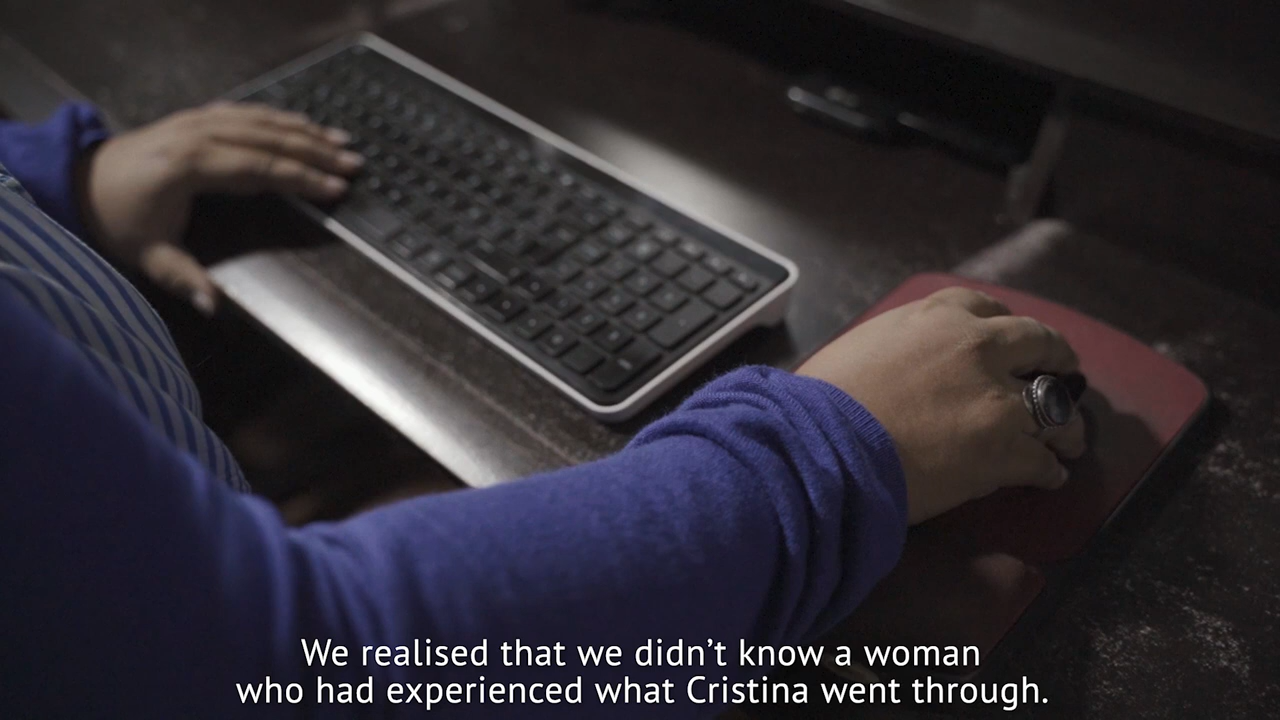 We realised that we didn’t know a woman
who had experienced what Cristina went through.